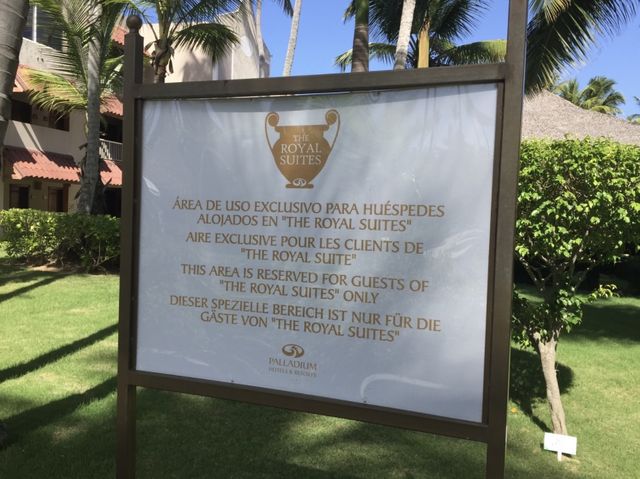 THE
ROYAL
SUITES
ÁREA DE USO EXCLUSIVO PARA HUÉSPEDES
ALOJADOS EN "THE ROYAL SUITES"
AIRE EXCLUSIVE POUR LES CLIENTS DE
"THE ROYAL SUITE"
THIS AREA IS RESERVED FOR GUESTS OF
"THE ROYAL SUITES" ONLY
DIESER SPEZIELLE BEREICH IST NUR FÜR DIE
GÄSTE VON "THE ROYAL SUITES"
PALLADIUM
HOTELS & RESORTS